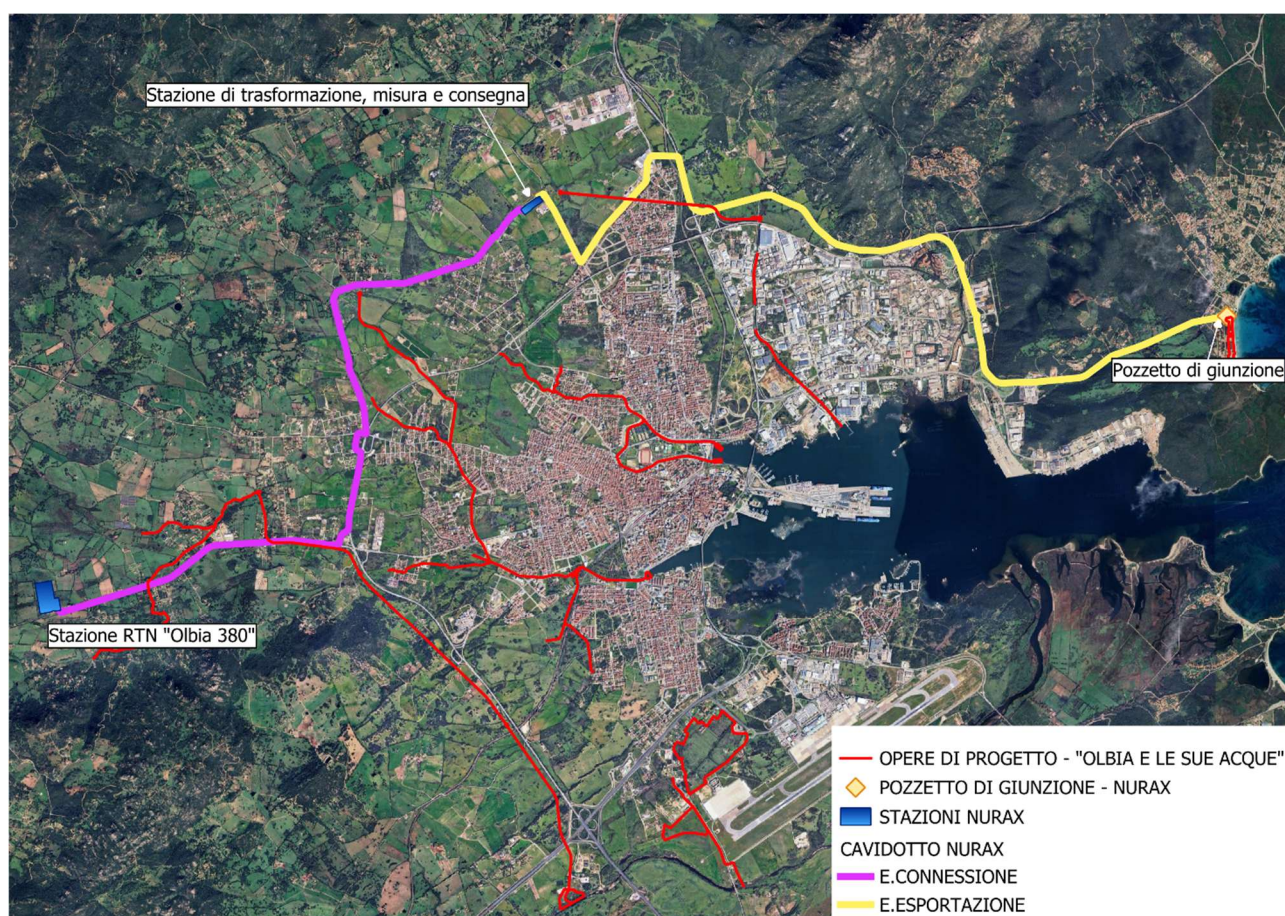 Stazione di trasformazione, misura e consegna
Pozzetto di giunzione
Stazione RTN "Olbia 380"
OPERE DI PROGETTO - "OLBIA E LE SUE ACQUE"
POZZETTO DI GIUNZIONE - NURAX
STAZIONI NURAX
CAVIDOTTO NURAX
E.CONNESSIONE
E.ESPORTAZIONE